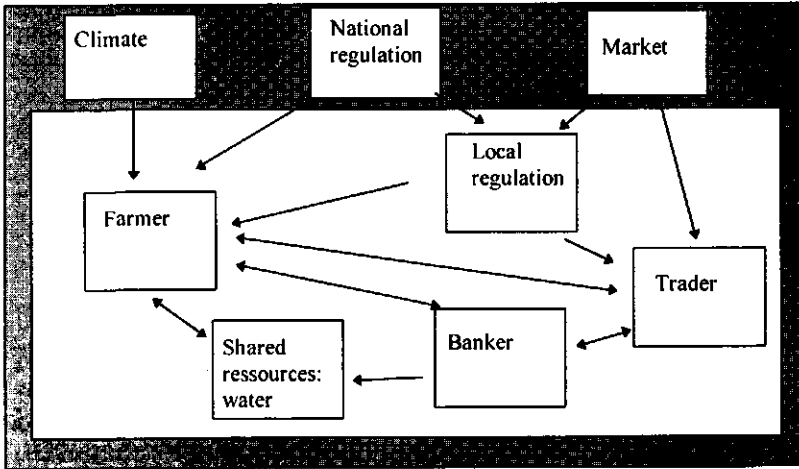 Climate
National
regulation
Market
Local
regulation
Farmer
Trader
Shared
ressources:
water
Banker